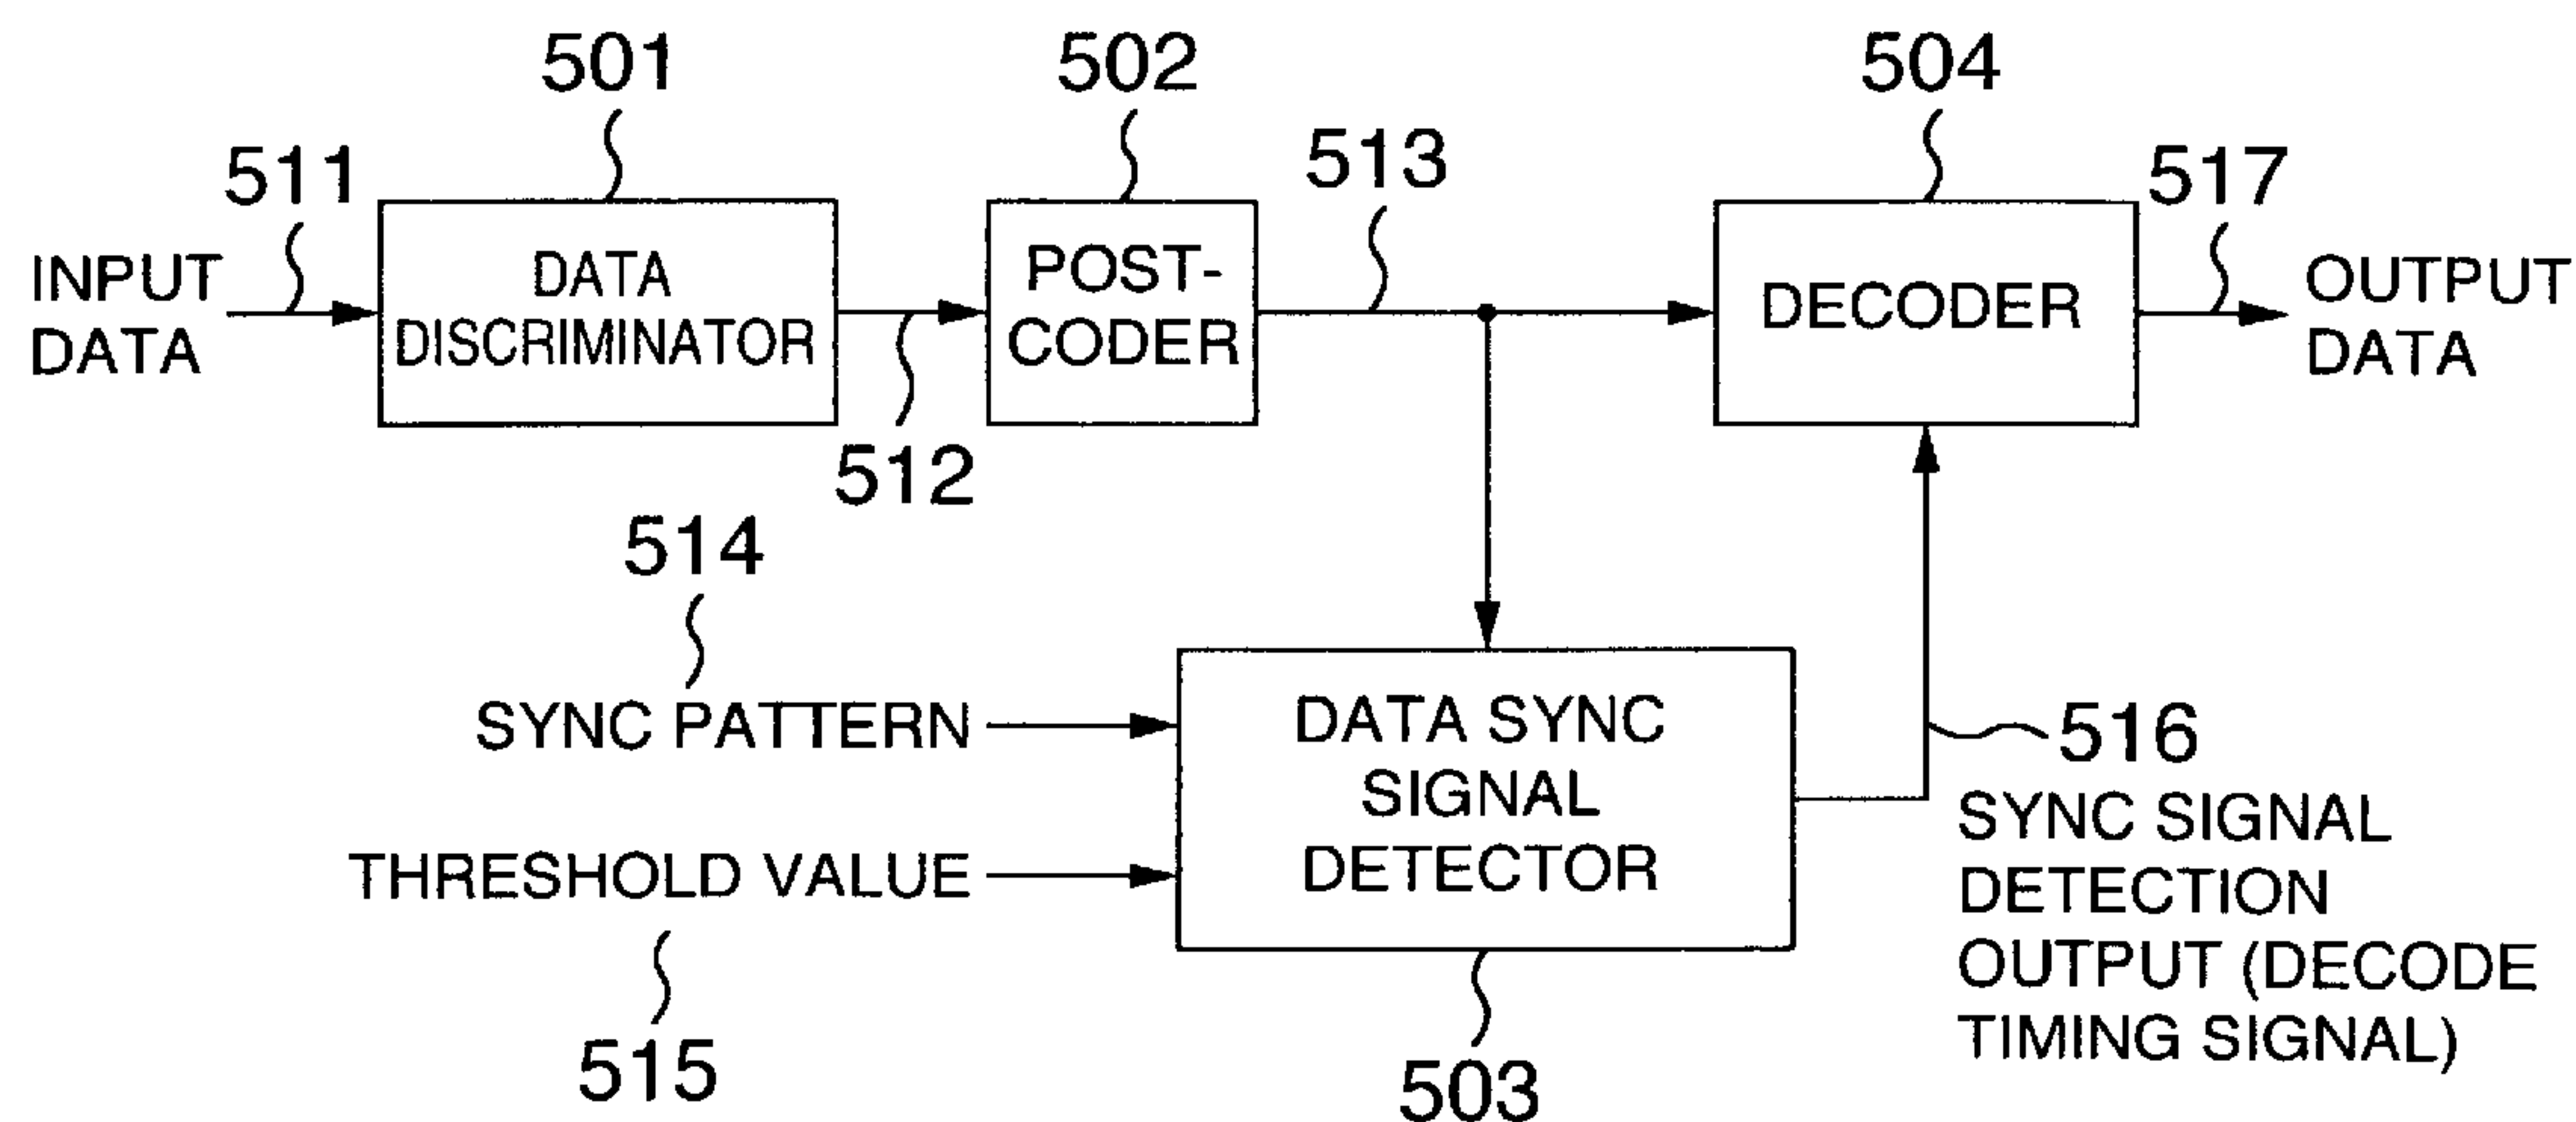 501
502
504
511
513
517
INPUT
DATA
DATA
DISCRIMINATOR
POST-
CODER
DECODER
OUTPUT
DATA
512
514
SYNC PATTERN
THRESHOLD VALUE
515
DATA SYNC
SIGNAL
DETECTOR
503
516
SYNC SIGNAL
DETECTION
OUTPUT (DECODE
TIMING SIGNAL)